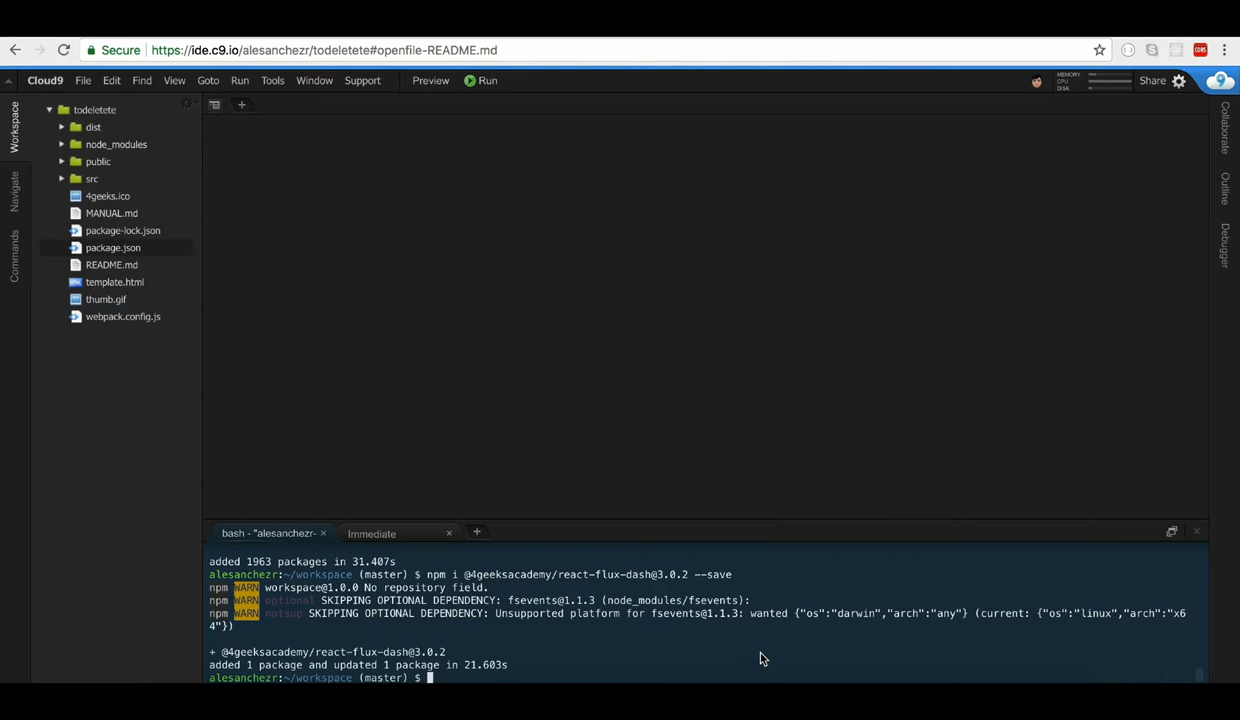 Secure https://ide.c9.io/alesanchezr/todeletete#openfile-README.md
CORS
Cloud9 File Edit Find View Goto Run Tools Window Support Preview Run
MEMORY
CPU
DISK
Share
Workspace
Navigate
Commands
todeletete
dist
node_modules
public
src
4geeks.ico
MANUAL.md
package-lock.json
package.json
README.md
template.html
thumb.gif
webpack.config.js
Collaborate
Outline
Debugger
bash - "alesanchezr- × Immediate ×
added 1963 packages in 31.407s
alesanchezr:~/workspace (master) $ npm i @4geeksacademy/react-flux-dash@3.0.2 --save
npm WARN workspace@1.0.0 No repository field.
npm WARN optional SKIPPING OPTIONAL DEPENDENCY: fsevents@1.1.3 (node_modules/fsevents):
npm WARN notsup SKIPPING OPTIONAL DEPENDENCY: Unsupported platform for fsevents@1.1.3: wanted {"os":"darwin","arch":"any"} (current: {"os":"linux","arch":"x6
4"})
+ @4geeksacademy/react-flux-dash@3.0.2
added 1 package and updated 1 package in 21.603s
alesanchezr:~/workspace (master) $